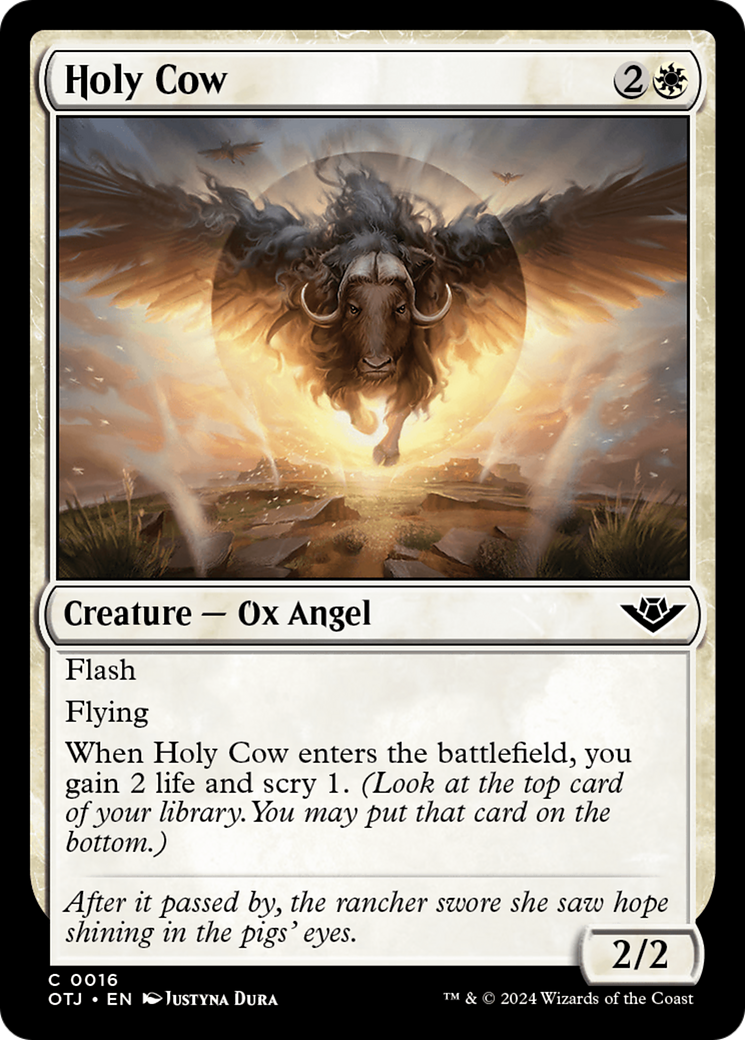 Holy Cow 2
Creature — Ox Angel
Flash
Flying
When Holy Cow enters the battlefield, you
gain 2 life and scry 1. (Look at the top card
of your library. You may put that card on the
bottom.)
After it passed by, the rancher swore she saw hope
shining in the pigs' eyes.
2/2
C 0016
OTJ • EN Justyna Dura
™ & © 2024 Wizards of the Coast